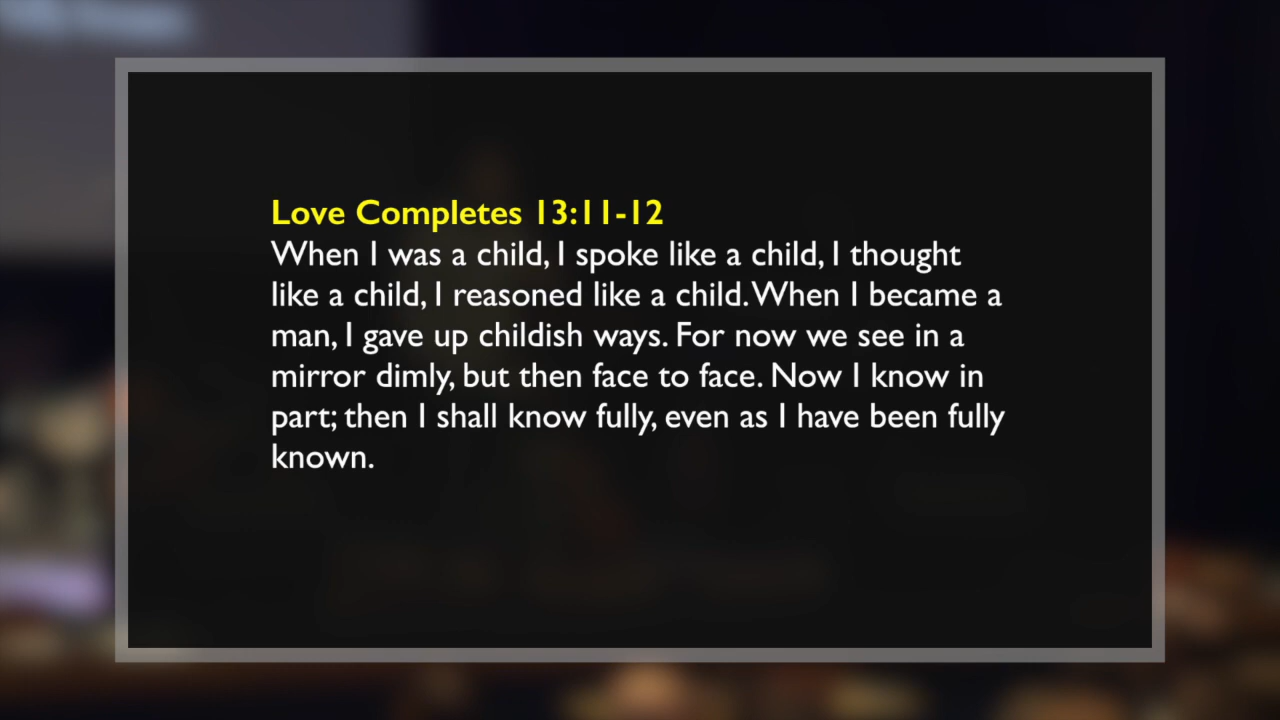 Love Completes 13:11-12
When I was a child, I spoke like a child, I thought
like a child, I reasoned like a child. When I became a
man, I gave up childish ways. For now we see in a
mirror dimly, but then face to face. Now I know in
part; then I shall know fully, even as I have been fully
known.